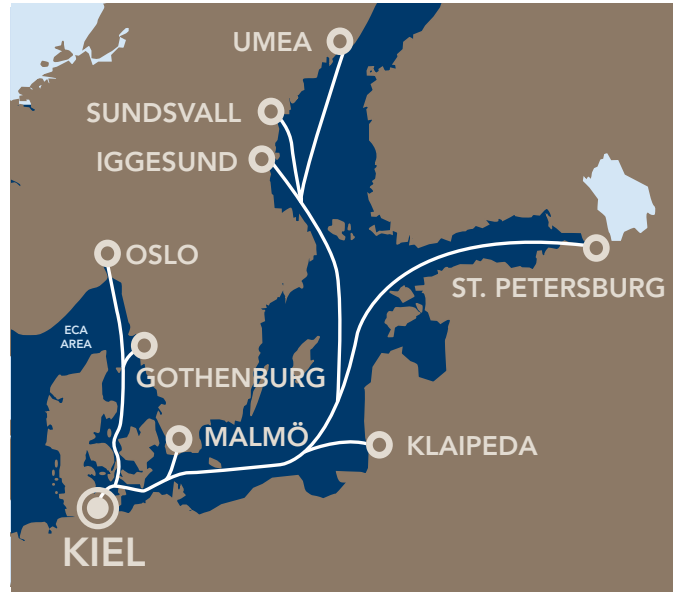 UMEA
SUNDSVALL
IGGESUND
OSLO
ST. PETERSBURG
ECA
AREA
GOTHENBURG
MALMÖ
KLAIPEDA
KIEL